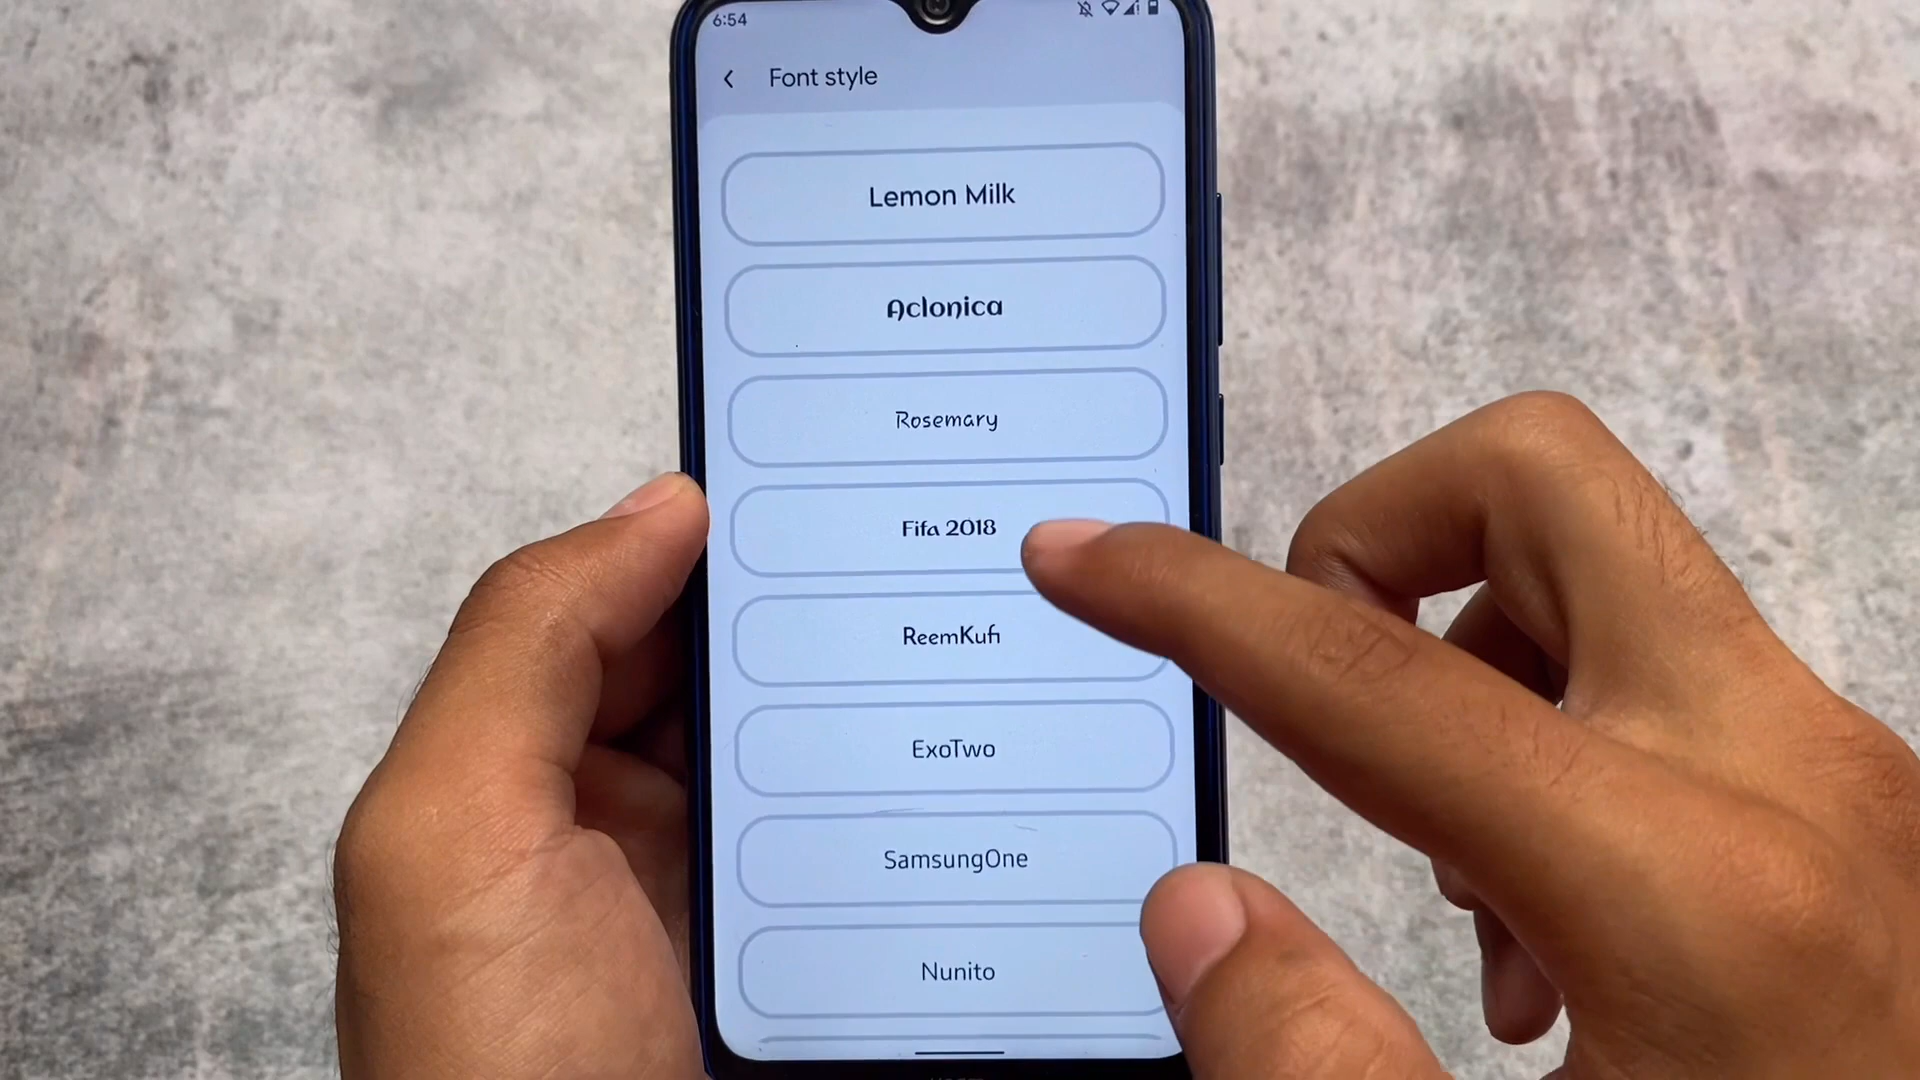 6:54
Font style
Lemon Milk
Aclonica
Rosemary
Fifa 2018
ReemKufi
ExoTwo
SamsungOne
Nunito